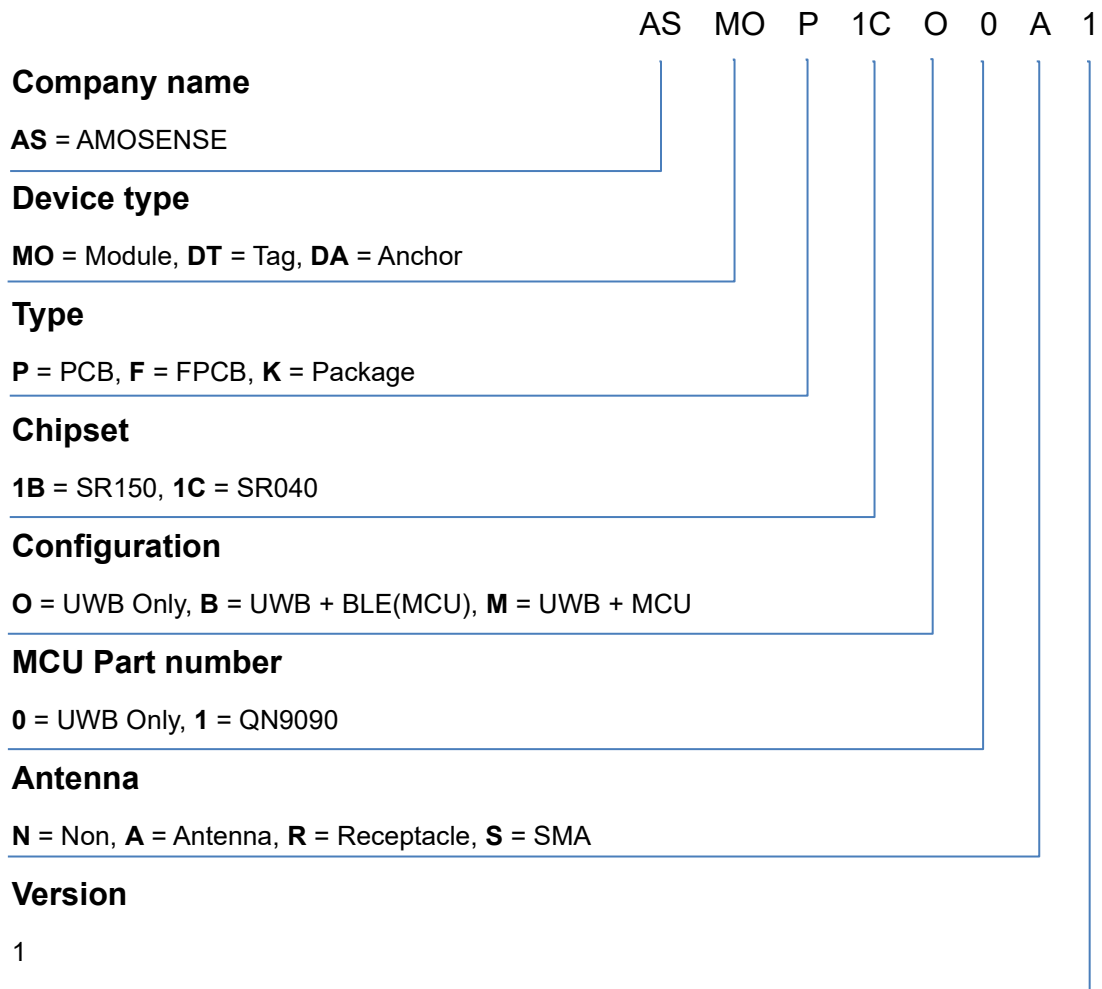 AS MO P 1C O 0 A 1
Company name
AS = AMOSENSE
Device type
MO = Module, DT = Tag, DA = Anchor
Type
P = PCB, F = FPCB, K = Package
Chipset
1B = SR150, 1C = SR040
Configuration
O = UWB Only, B = UWB + BLE(MCU), M = UWB + MCU
MCU Part number
0 = UWB Only, 1 = QN9090
Antenna
N = Non, A = Antenna, R = Receptacle, S = SMA
Version
1